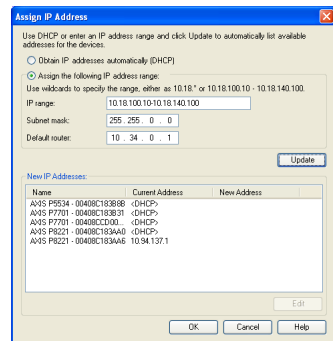 Assign IP Address
Use DHCP or enter an IP address range and click Update to automatically list available
addresses for the devices.
Obtain IP addresses automatically (DHCP)
Assign the following IP address range:
Use wildcards to specify the range, either as 10.18.* or 10.18.100.10 - 10.18.140.100.
IP range: 10.18.100.10-10.18.140.100
Subnet mask: 255 . 255 . 0 . 0
Default router: 10 . 34 . 0 . 1
Update
New IP Addresses:
Name Current Address New Address
AXIS P5534 - 00408C183B8B <DHCP>
AXIS P7701 - 00408C183B31 <DHCP>
AXIS P7701 - 00408CCD00... <DHCP>
AXIS P8221 - 00408C183AA0 <DHCP>
AXIS P8221 - 00408C183AA6 10.94.137.1
Edit
OK Cancel Help